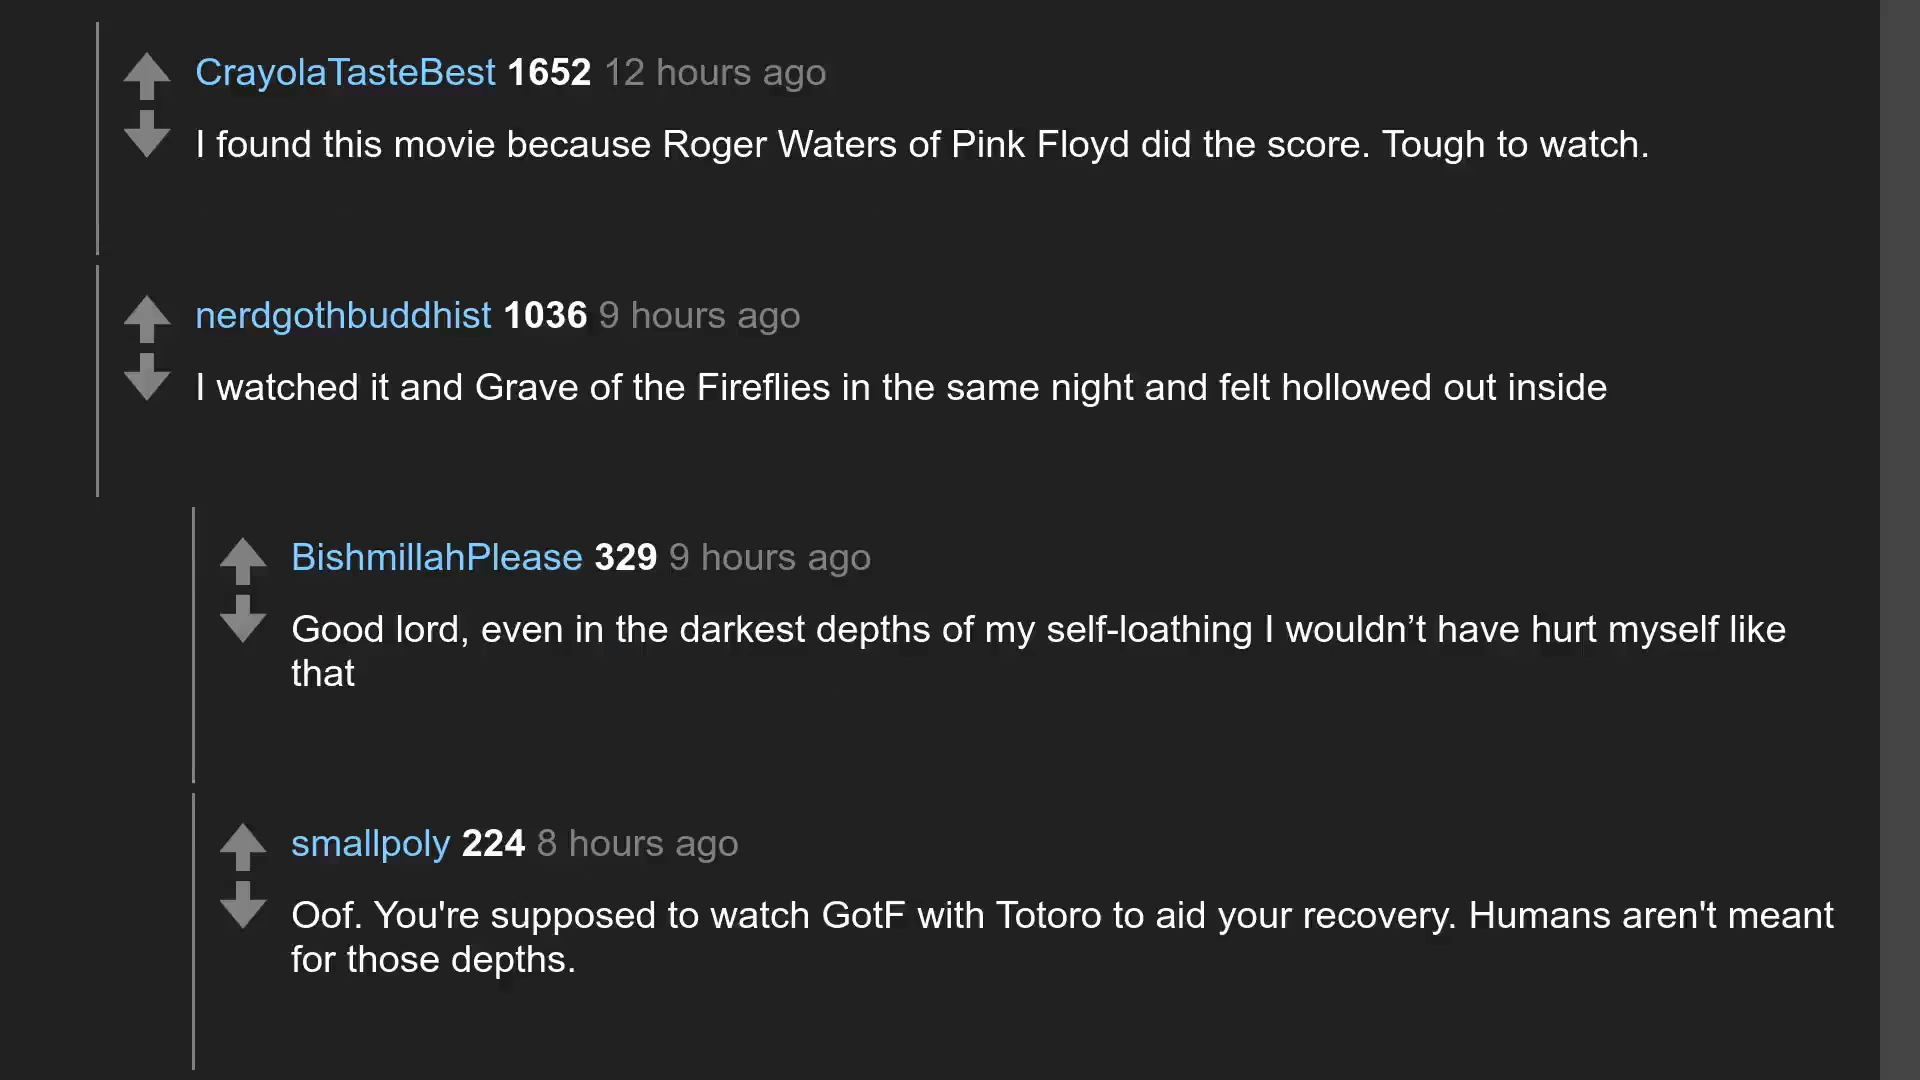 CrayolaTasteBest 1652 12 hours ago
I found this movie because Roger Waters of Pink Floyd did the score. Tough to watch.
nerdgothbuddhist 1036 9 hours ago
I watched it and Grave of the Fireflies in the same night and felt hollowed out inside
BishmillahPlease 329 9 hours ago
Good lord, even in the darkest depths of my self-loathing I wouldn’t have hurt myself like
that
smallpoly 224 8 hours ago
Oof. You're supposed to watch GotF with Totoro to aid your recovery. Humans aren't meant
for those depths.